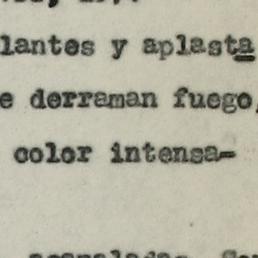 lantes y aplasta
e derraman fuego,
color intensa-